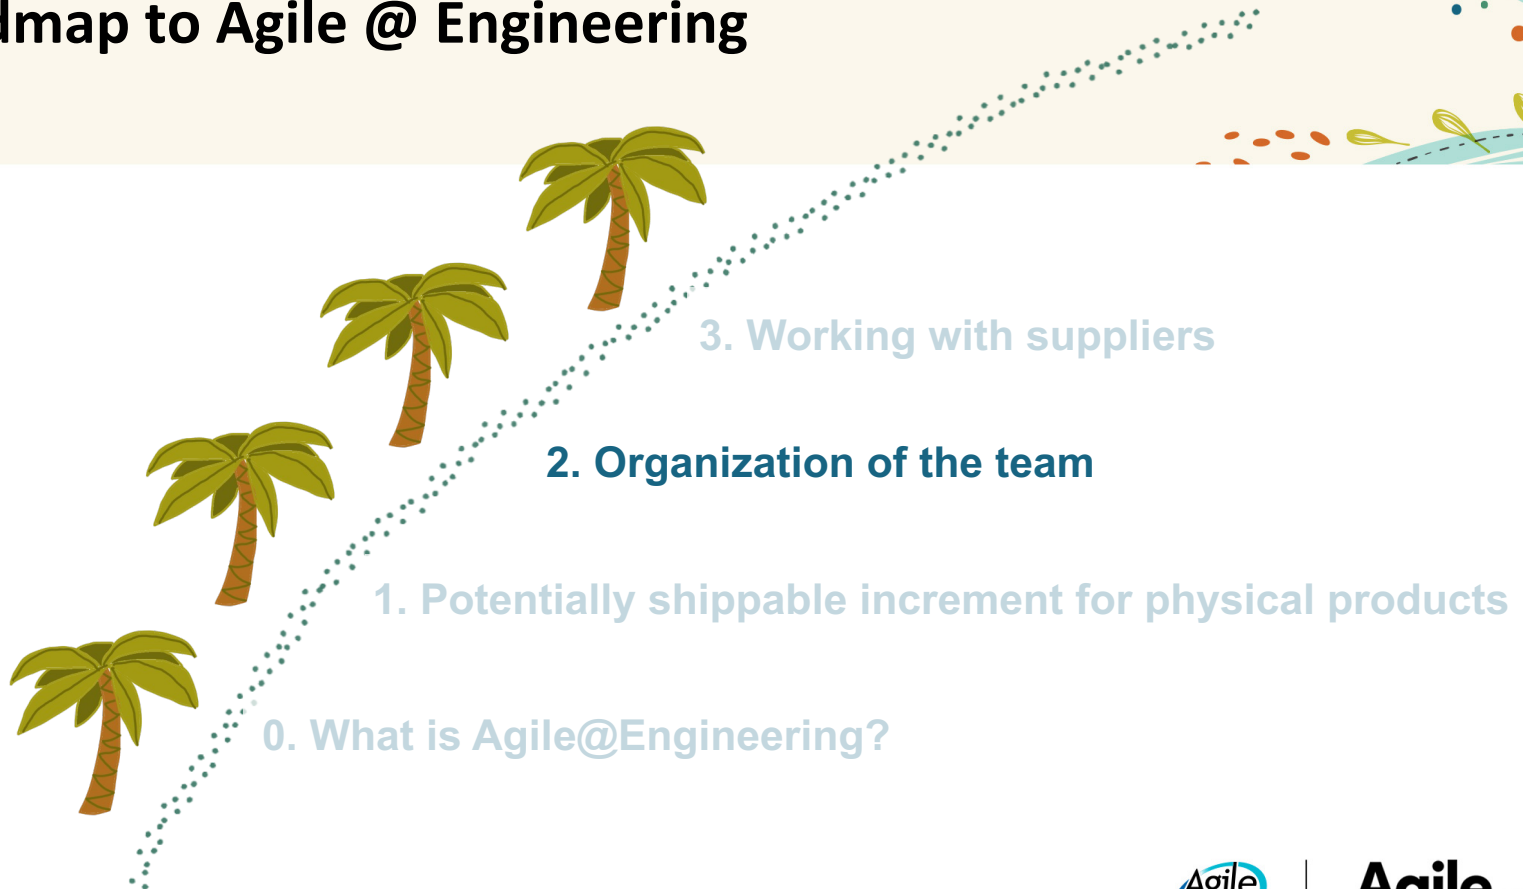 dmap to Agile @ Engineering
3. Working with suppliers
2. Organization of the team
1. Potentially shippable increment for physical products
0. What is Agile@Engineering?
Agile
Agile